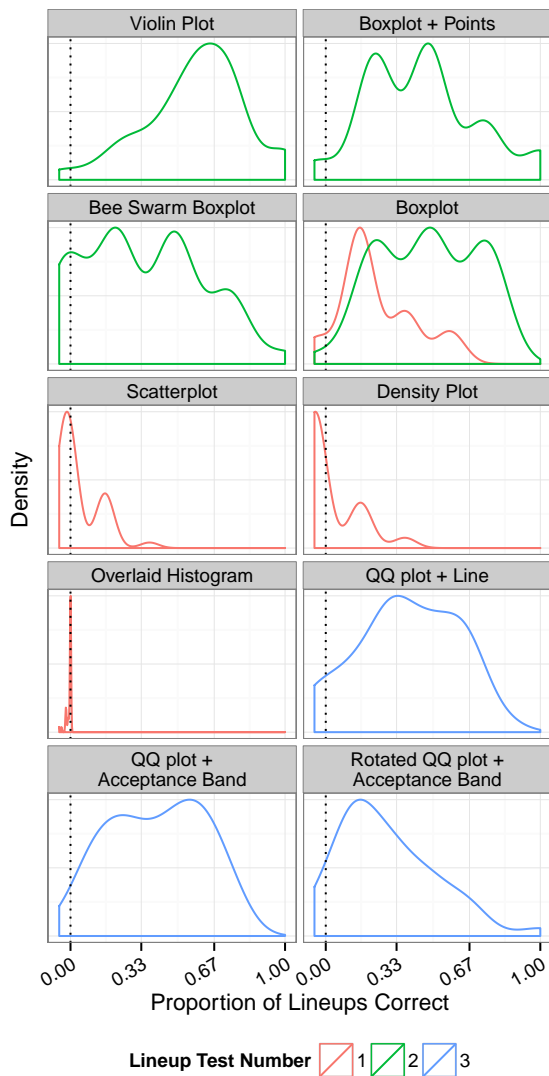 Violin Plot
Boxplot + Points
Bee Swarm Boxplot
Boxplot
Scatterplot
Density Plot
Overlaid Histogram
QQ plot + Line
QQ plot +
Acceptance Band
Rotated QQ plot +
Acceptance Band
Density
0.00 0.33 0.67 1.00
0.00 0.33 0.67 1.00
Proportion of Lineups Correct
Lineup Test Number 1 2 3